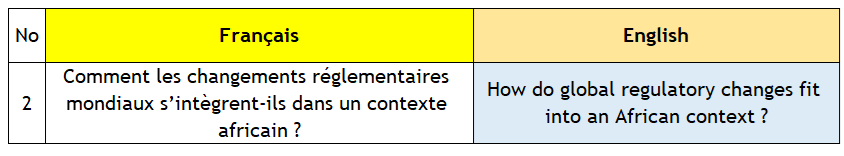 No Français English
2 Comment les changements réglementaires
mondiaux s’intègrent-ils dans un contexte
africain ?
How do global regulatory changes fit
into an African context ?